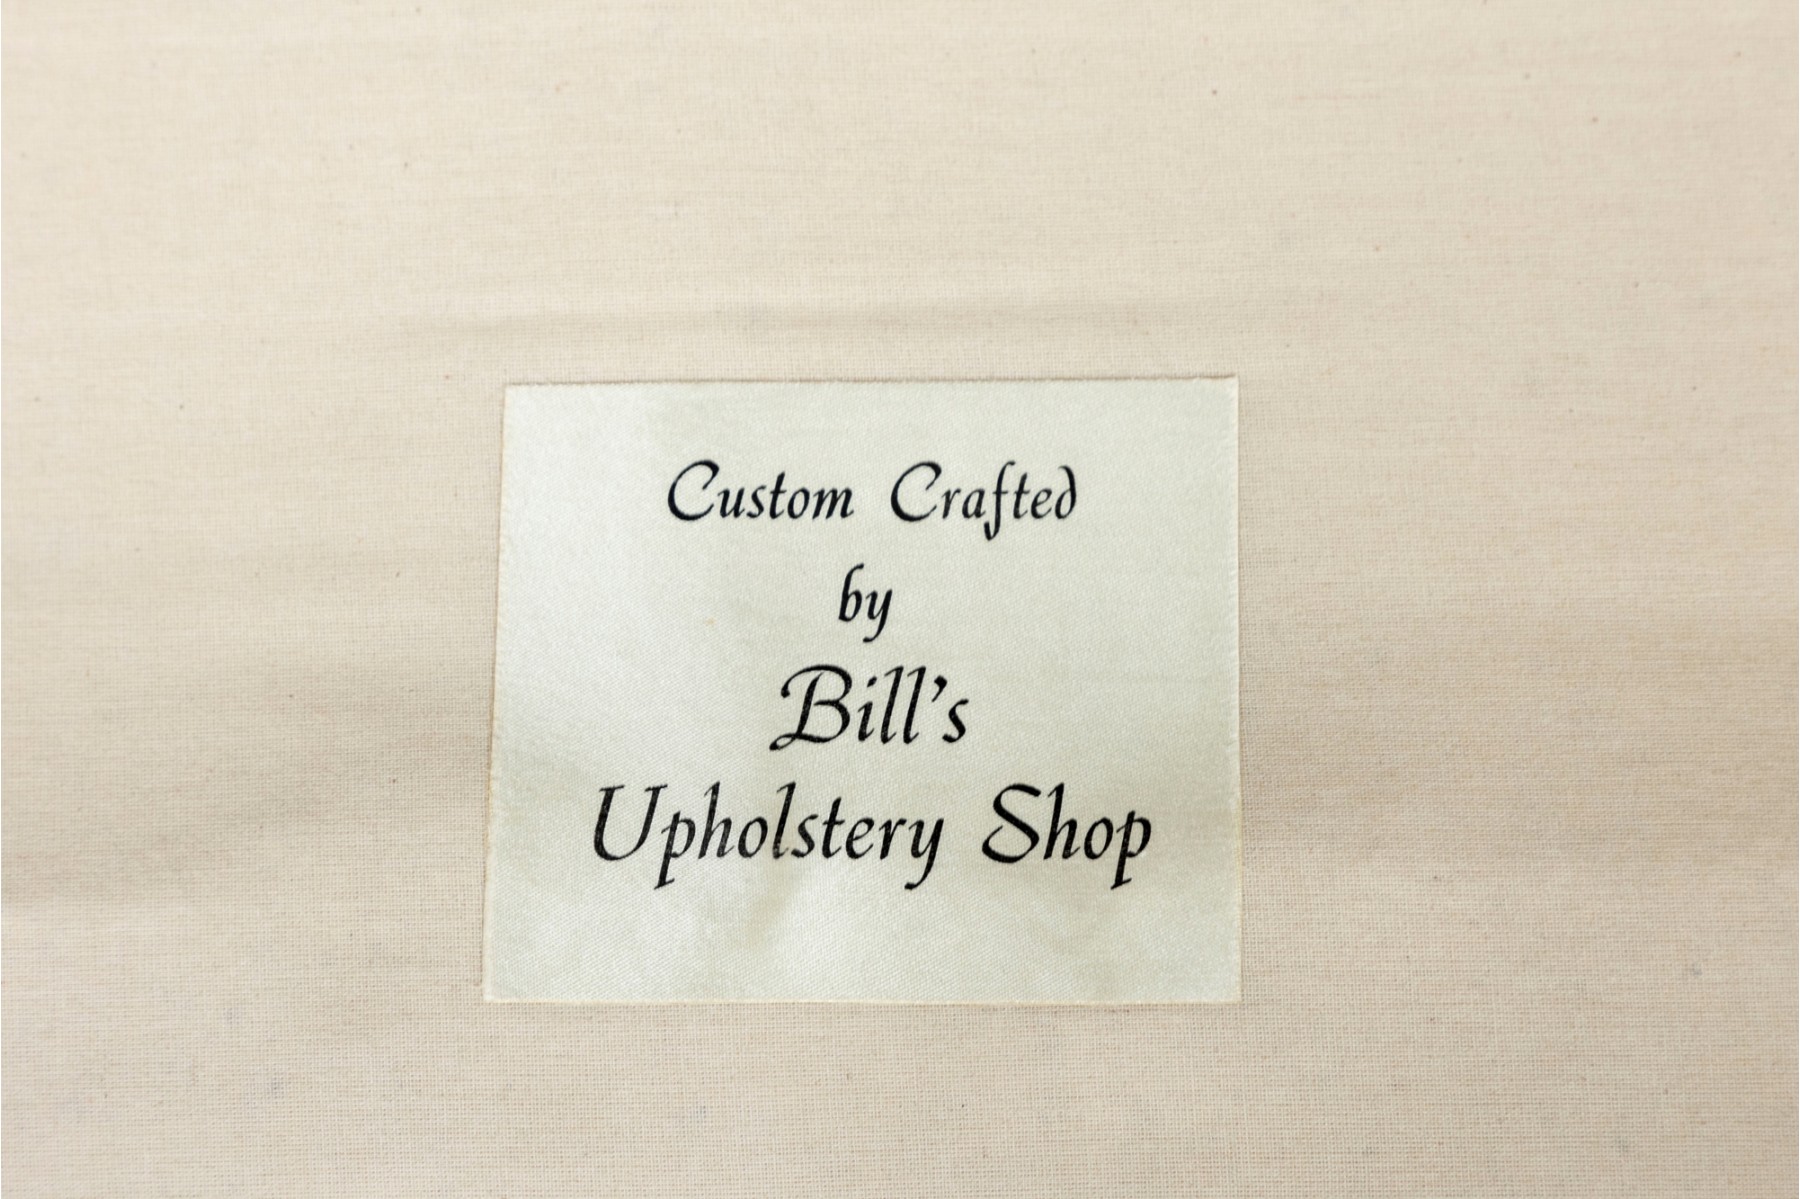 Custom Crafted
by
Bill's
Upholstery Shop